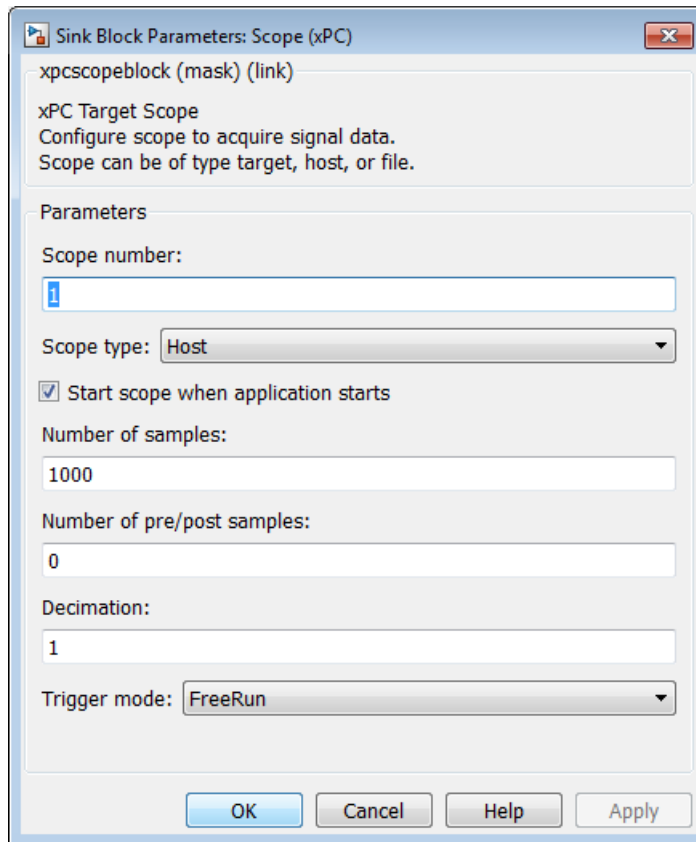 Sink Block Parameters: Scope (xPC)
xpcscopeblock (mask) (link)
xPC Target Scope
Configure scope to acquire signal data.
Scope can be of type target, host, or file.
Parameters
Scope number:
1
Scope type: Host
Start scope when application starts
Number of samples:
1000
Number of pre/post samples:
0
Decimation:
1
Trigger mode: FreeRun
OK Cancel Help Apply